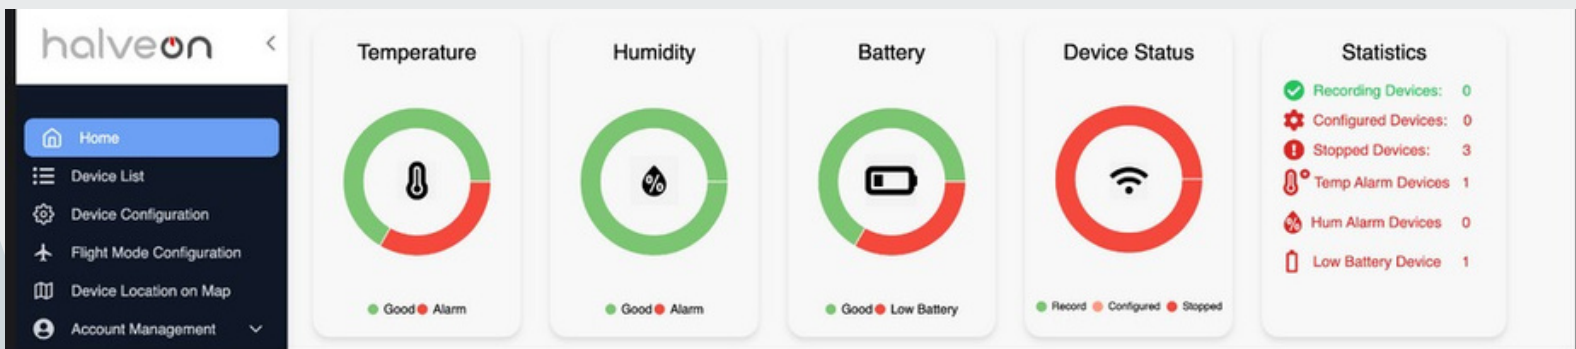 halveon
Home
Device List
Device Configuration
Flight Mode Configuration
Device Location on Map
Account Management
Temperature
Good Alarm
Humidity
%
Good Alarm
Battery
Good Low Battery
Device Status
Record Configured Stopped
Statistics
Recording Devices: 0
Configured Devices: 0
Stopped Devices: 3
Temp Alarm Devices 1
% Hum Alarm Devices 0
Low Battery Device 1